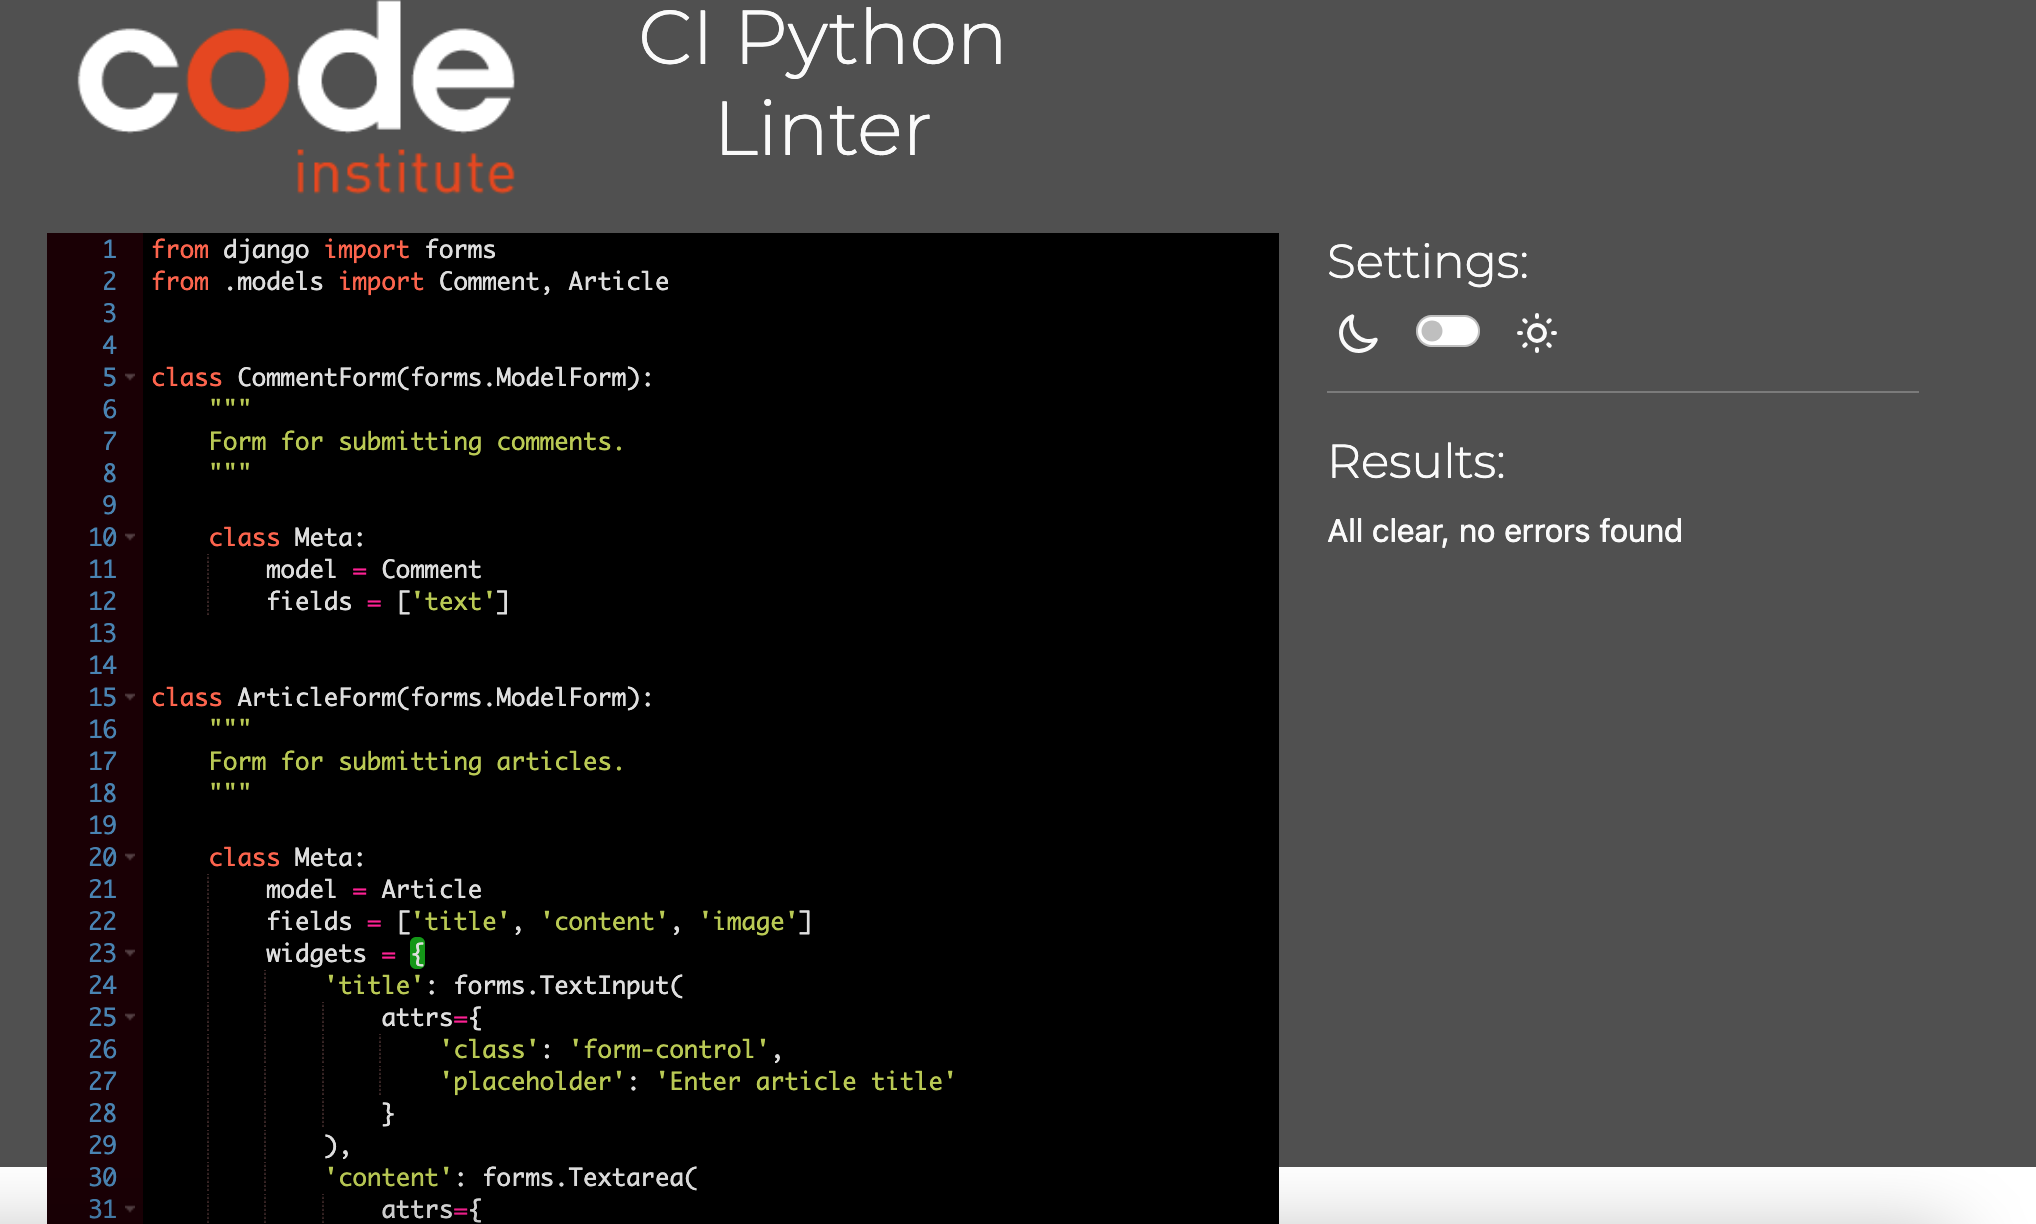 code
institute
CI Python
Linter
1 from django import forms
2 from .models import Comment, Article
3
4
5 class CommentForm(forms.ModelForm):
6     """
7     Form for submitting comments.
8     """
9
10     class Meta:
11         model = Comment
12         fields = ['text']
13
14
15 class ArticleForm(forms.ModelForm):
16     """
17     Form for submitting articles.
18     """
19
20     class Meta:
21         model = Article
22         fields = ['title', 'content', 'image']
23         widgets = {
24             'title': forms.TextInput(
25                 attrs={
26                     'class': 'form-control',
27                     'placeholder': 'Enter article title'
28                 }
29             ),
30             'content': forms.Textarea(
31                 attrs={
Settings:
Results:
All clear, no errors found